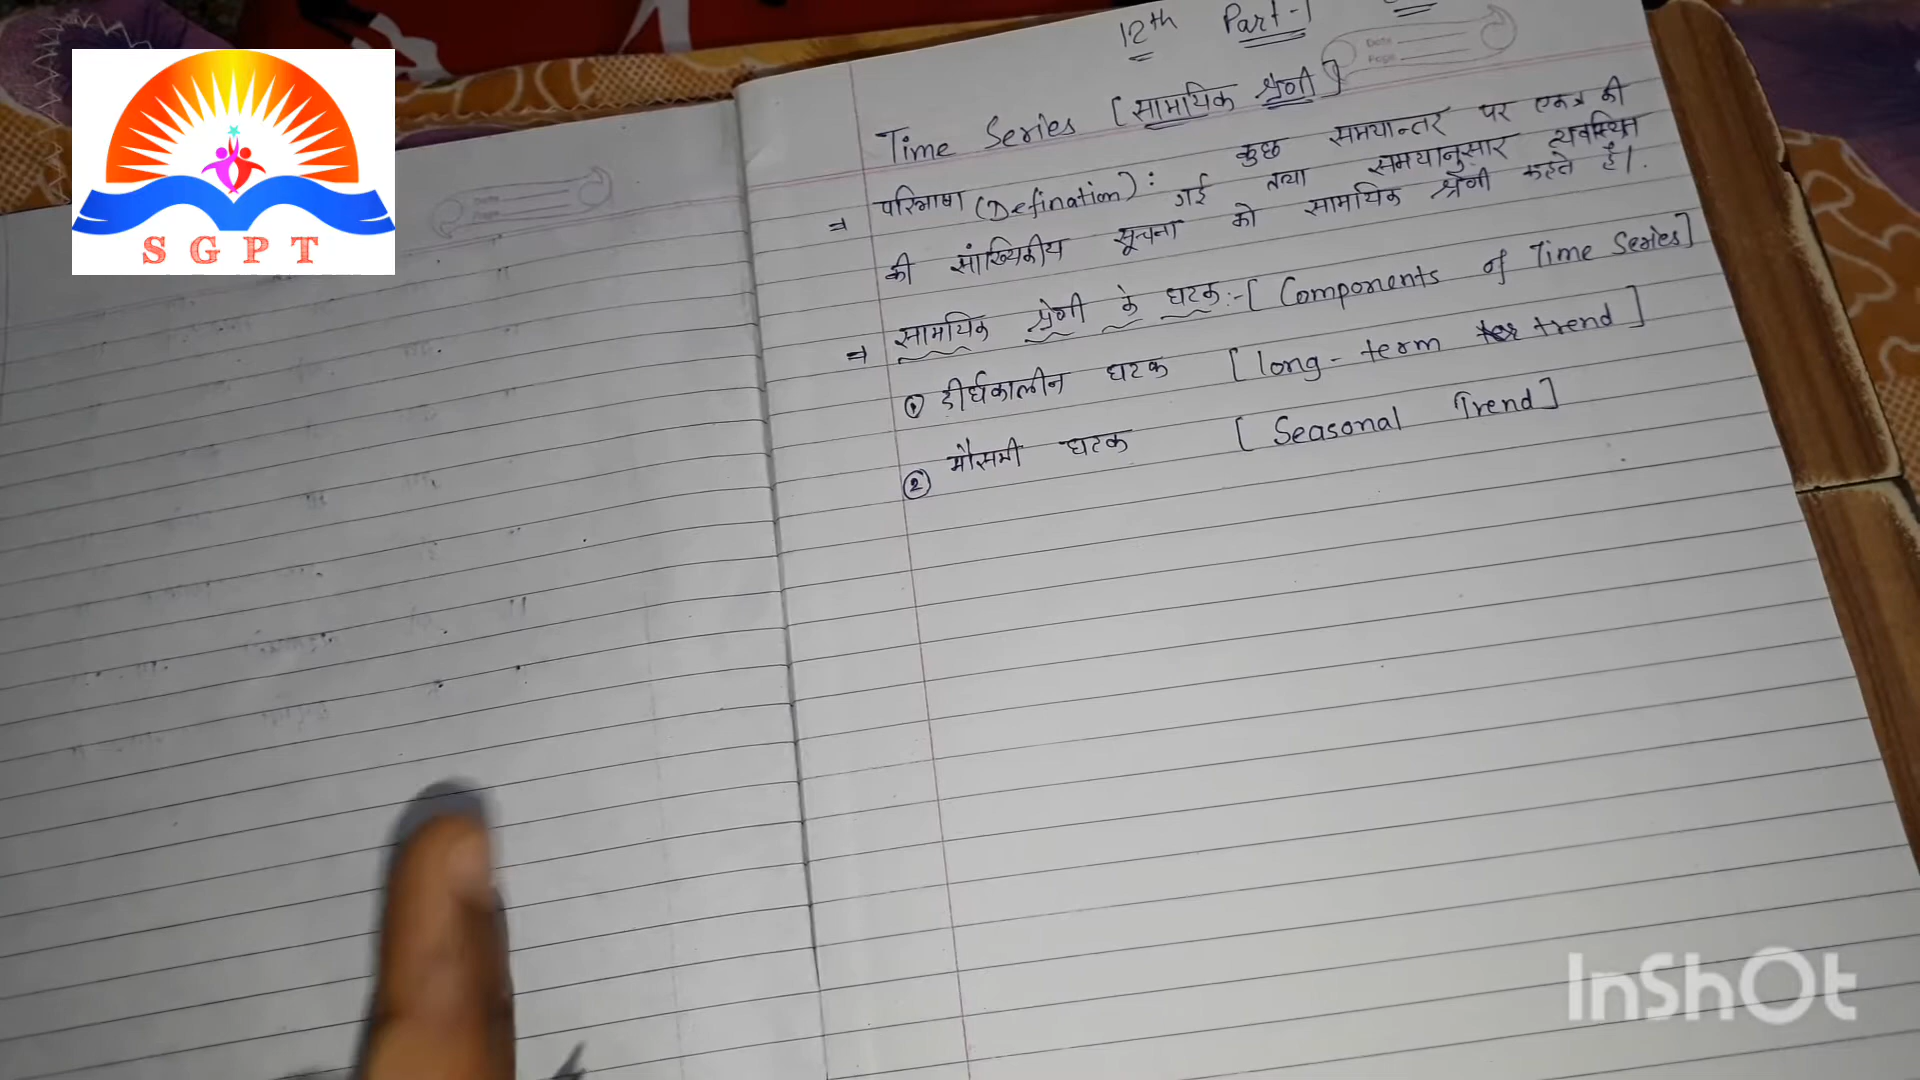 SGPT
12th Part-1
Date
Page
Time Series [सामयिक श्रेणी]
⇒ परिभाषा (Defination): कुछ समयान्तर पर एकत्र की
गई तथा समयानुसार व्यवस्थित
की सांख्यिकीय सूचना को सामयिक श्रेणी कहते है।.
⇒ सामयिक श्रेणी के घटक:-[Components of Time Series]
① दीर्घकालीन घटक [long-term trend]
② मौसमी घटक [Seasonal Trend]
InShOt